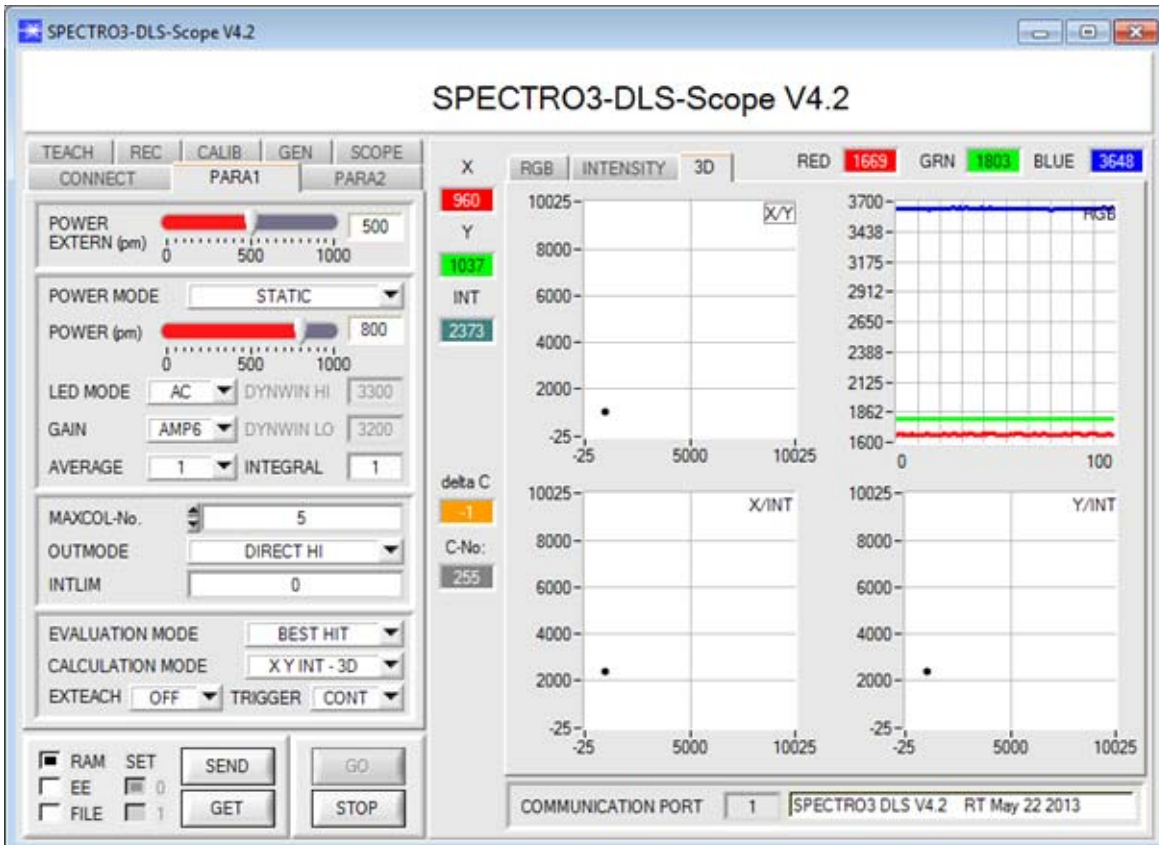 SPECTRO3-DLS-Scope V4.2
SPECTRO3-DLS-Scope V4.2
TEACH REC CALIB GEN SCOPE
CONNECT PARA1 PARA2
POWER EXTERN (pm) 500
0 500 1000
POWER MODE STATIC
POWER (pm) 800
0 500 1000
LED MODE AC DYNWIN HI 3300
GAIN AMP6 DYNWIN LO 3200
AVERAGE 1 INTEGRAL 1
MAXCOL-No. 5
OUTMODE DIRECT HI
INTLIM 0
EVALUATION MODE BEST HIT
CALCULATION MODE X Y INT - 3D
EXTEACH OFF TRIGGER CONT
RAM SET
EE 0
FILE 1
SEND
GET
GO
STOP
X
960
Y
1037
INT
2373
delta C
-1
C-No:
255
RGB INTENSITY 3D
RED 1669 GRN 1803 BLUE 3648
X/Y
10025
8000
6000
4000
2000
-25
-25 5000 10025
RGB
3700
3438
3175
2912
2650
2388
2125
1862
1600
0 100
X/INT
10025
8000
6000
4000
2000
-25
-25 5000 10025
Y/INT
10025
8000
6000
4000
2000
-25
-25 5000 10025
COMMUNICATION PORT 1 SPECTRO3 DLS V4.2 RT May 22 2013